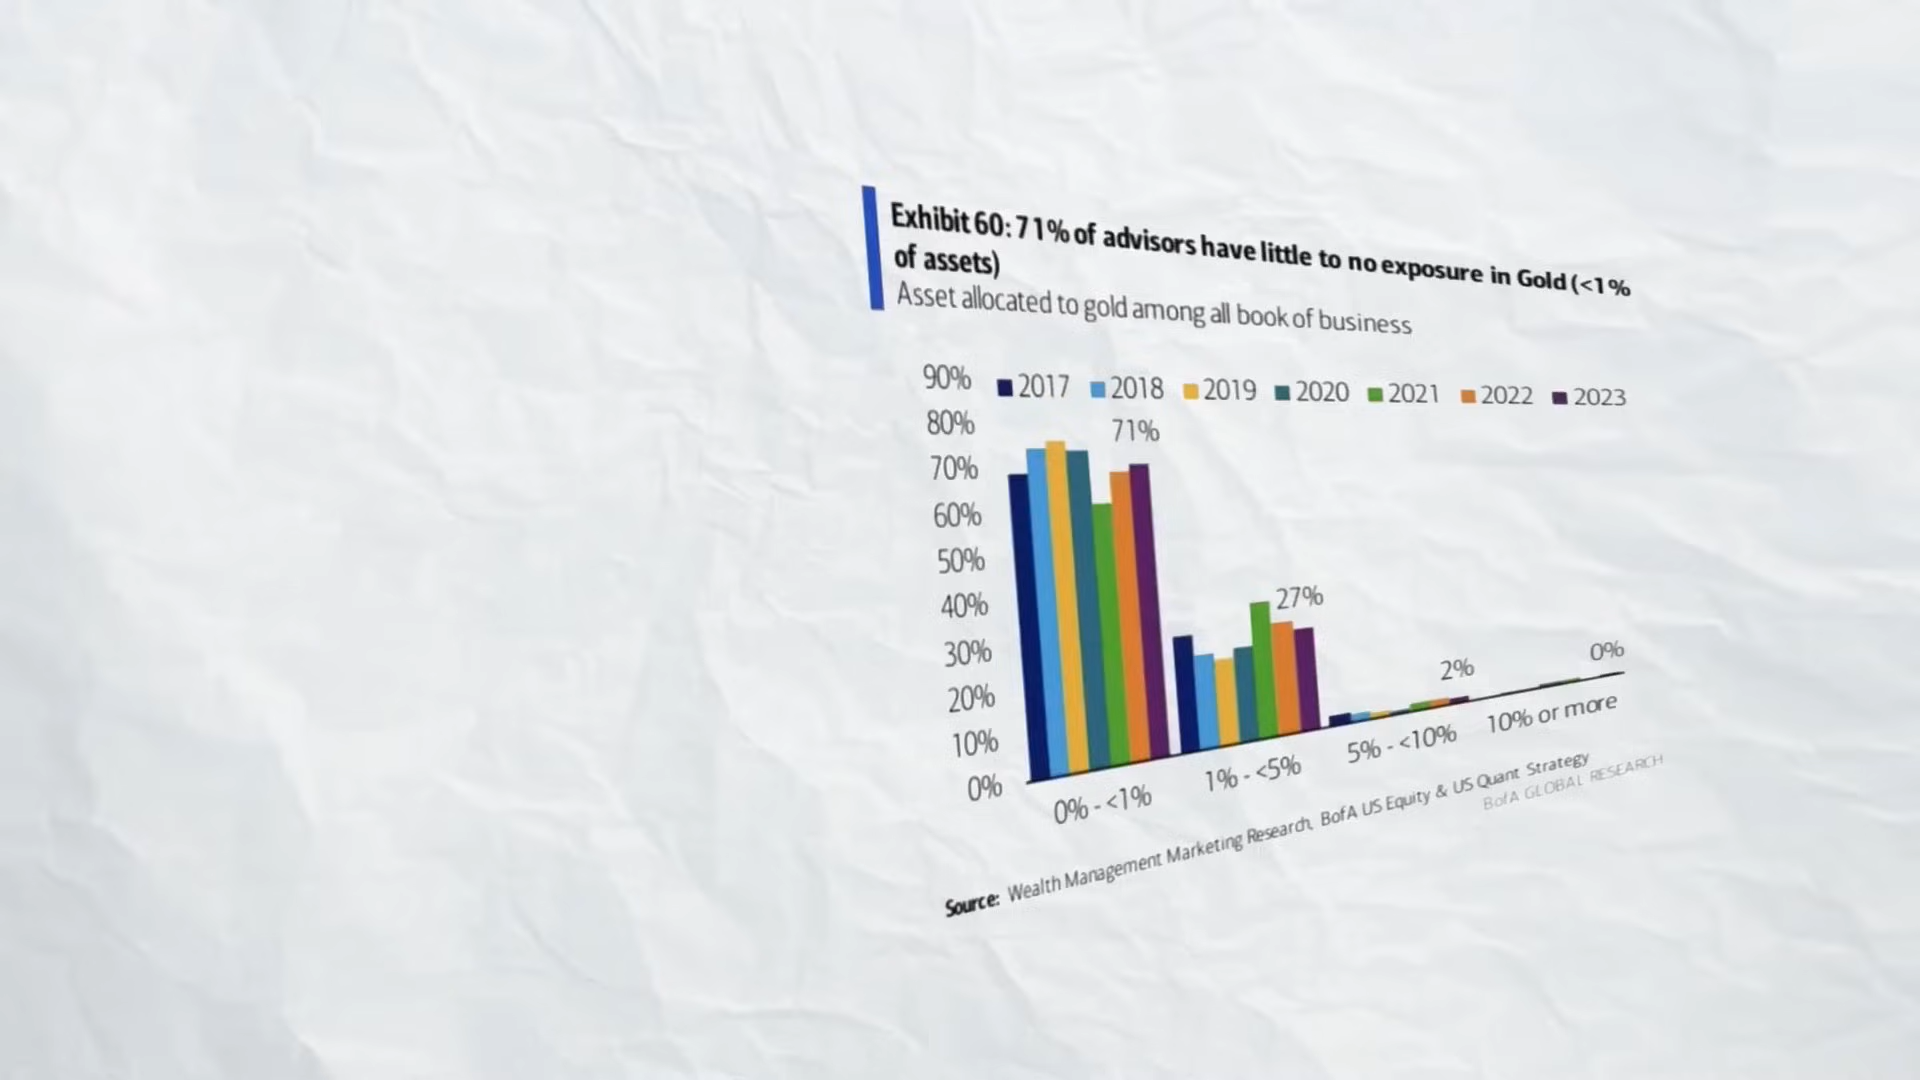 Exhibit 60: 71% of advisors have little to no exposure in Gold (<1%
of assets)
Asset allocated to gold among all book of business
90%
2017 2018 2019 2020 2021 2022 2023
80%
71%
70%
60%
50%
40%
27%
30%
20%
2%
0%
10%
0%
0% - <1% 1% - <5% 5% - <10% 10% or more
Source: Wealth Management Marketing Research, BofA US Equity & US Quant Strategy
BofA GLOBAL RESEARCH